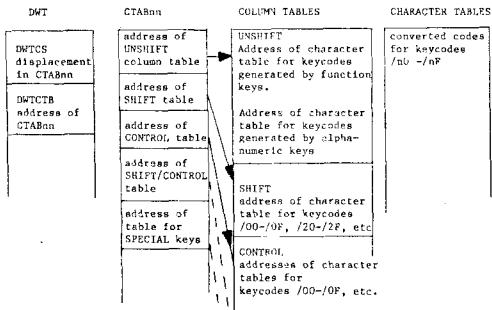 DWT
CTABnn
COLUMN TABLES
CHARACTER TABLES
DWTCS
displacement
in CTABnn
DWTCTB
address of
CTABnn
address of
UNSHIFT
column table
address of
SHIFT table
address of
CONTROL table
address of
SHIFT/CONTROL
table
address of
table for
SPECIAL keys
UNSHIFT
Address of character
table for keycodes
generated by function
keys.
Address of character
table for keycodes
generated by alpha-
numeric keys
SHIFT
address of character
table for keycodes
/00-/0F, /20-/2F, etc
CONTROL
addresses of character
tables for
keycodes /00-/0F, etc.
converted codes
for keycodes
/n0 -/nF